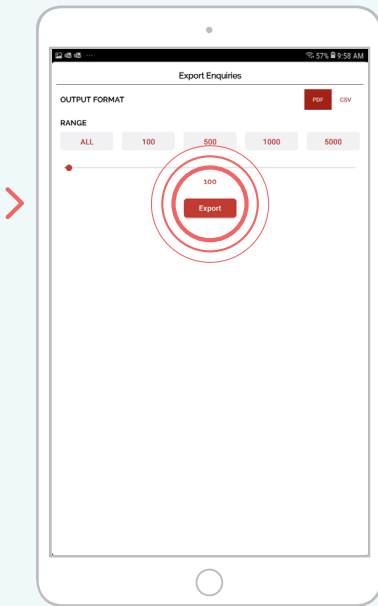 57% 9:58 AM
Export Enquiries
OUTPUT FORMAT PDF CSV
RANGE
ALL 100 500 1000 5000
100
Export